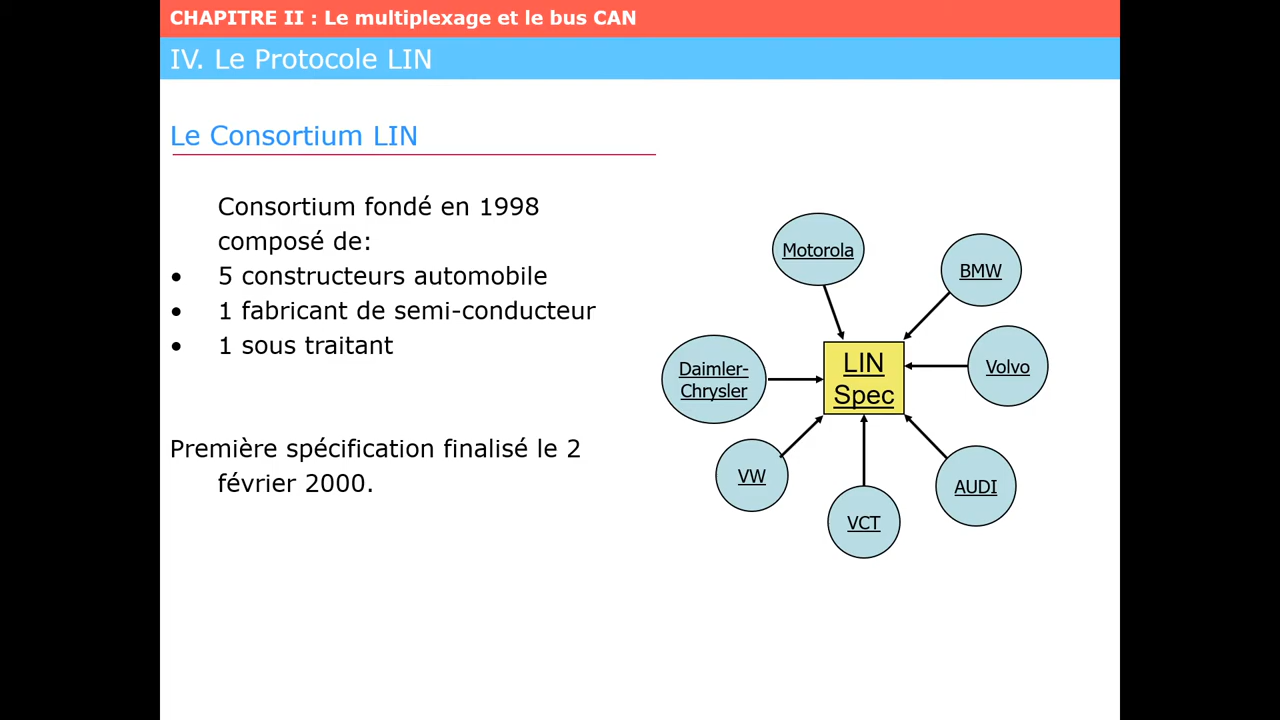 CHAPITRE II : Le multiplexage et le bus CAN
IV. Le Protocole LIN
Le Consortium LIN
Consortium fondé en 1998
composé de:
• 5 constructeurs automobile
• 1 fabricant de semi-conducteur
• 1 sous traitant
Première spécification finalisé le 2
février 2000.
Motorola
BMW
Daimler-
Chrysler
LIN
Spec
Volvo
VW
VCT
AUDI